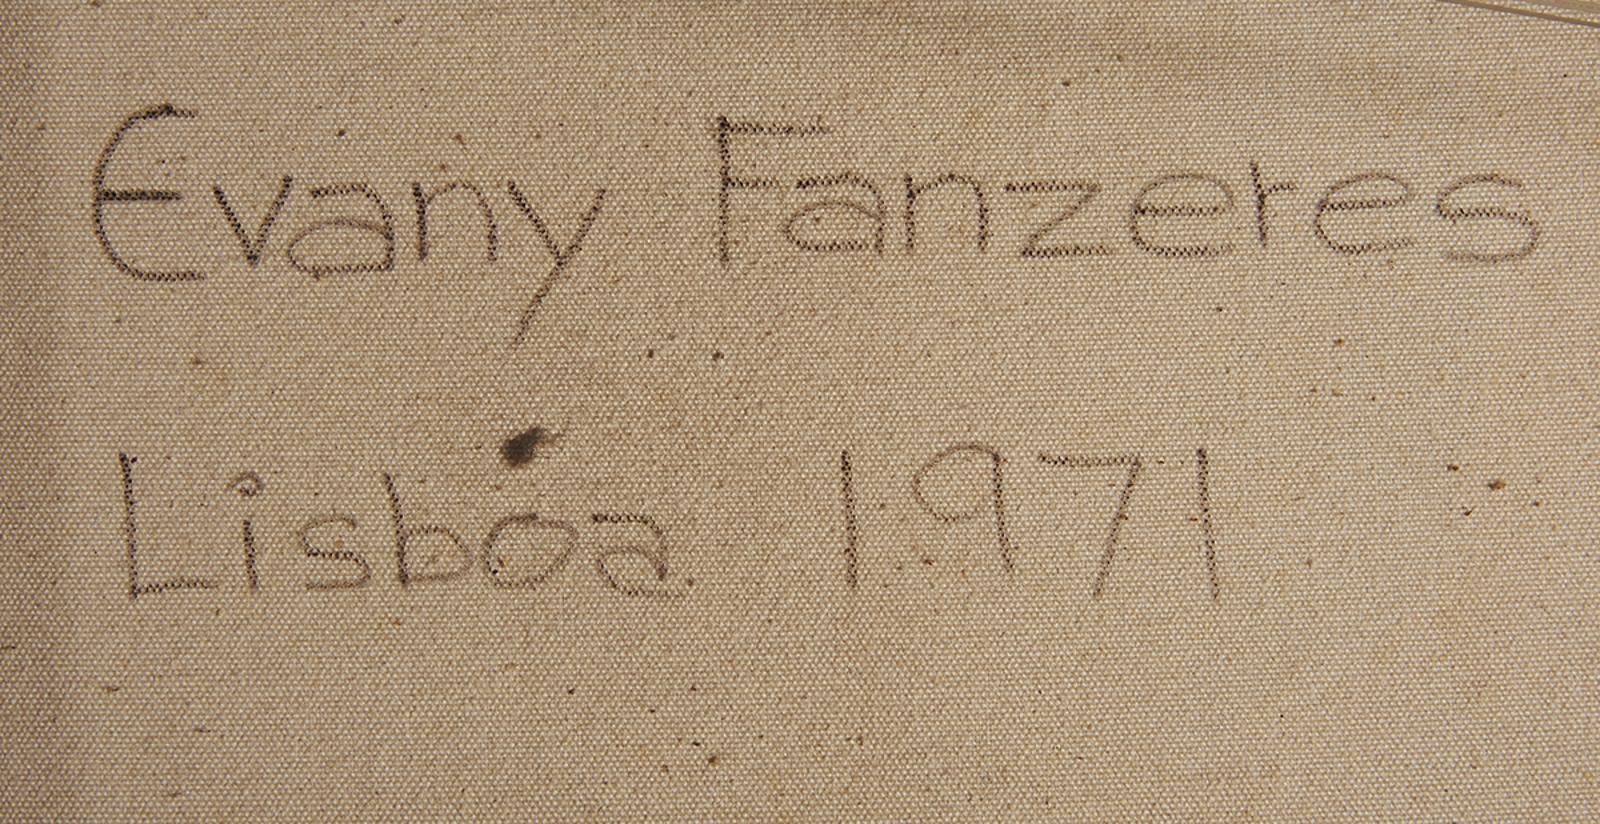 Evany Fanzeres
Lisboa 1971